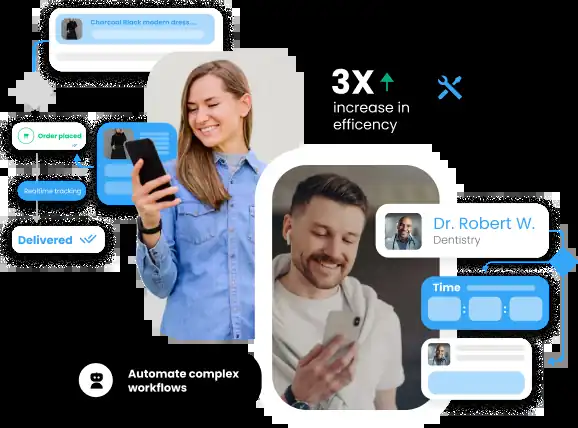 Charcoal Black modern dress....
3X
increase in
efficency
Order placed
Realtime tracking
Delivered
Dr. Robert W.
Dentistry
Time
: :
Automate complex
workflows